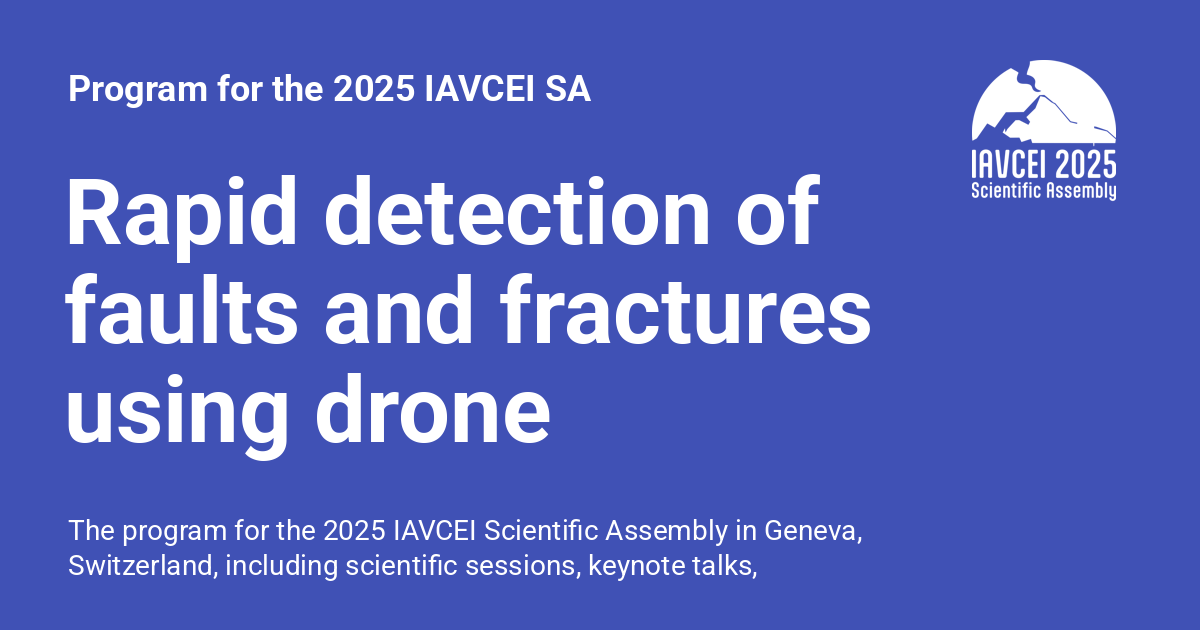 Program for the 2025 IAVCEI SA
IAVCEI 2025
Scientific Assembly
Rapid detection of
faults and fractures
using drone
The program for the 2025 IAVCEI Scientific Assembly in Geneva,
Switzerland, including scientific sessions, keynote talks,